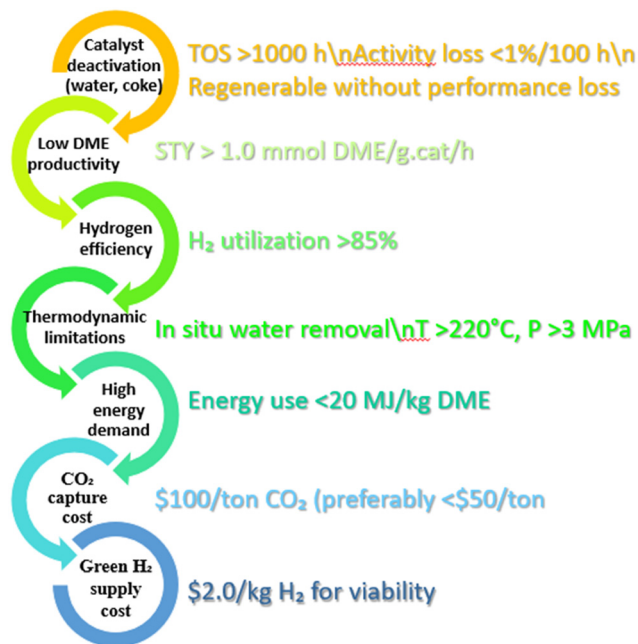 Catalyst
deactivation
(water, coke)
TOS >1000 h\nActivity loss <1%/100 h\n
Regenerable without performance loss
Low DME
productivity
STY > 1.0 mmol DME/g.cat/h
Hydrogen
efficiency
H₂ utilization >85%
Thermodynamic
limitations
In situ water removal\nT >220°C, P >3 MPa
High
energy
demand
Energy use <20 MJ/kg DME
CO₂
capture
cost
$100/ton CO₂ (preferably <$50/ton
Green H₂
supply
cost
$2.0/kg H₂ for viability